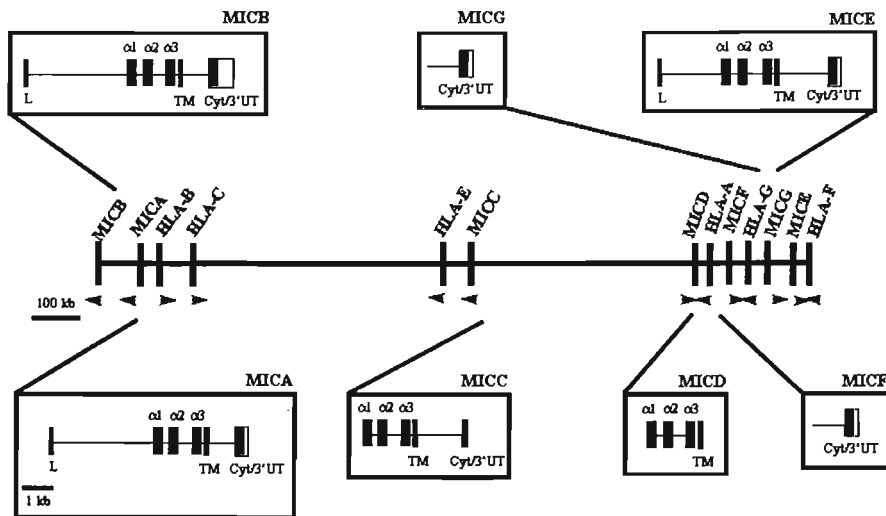 MICB
MICG
MICE
α1 α2 α3
L
TM Cyt/3'UT
Cyt/3'UT
α1 α2 α3
L
TM Cyt/3'UT
MICB
MICA
HLA-B
HLA-C
HLA-E
MICC
MICD
HLA-A
MICF
HLA-G
MICG
MICE
HLA-F
100 kb
MICA
MICC
MICD
MICF
α1 α2 α3
L
TM Cyt/3'UT
1 kb
α1 α2 α3
TM Cyt/3'UT
α1 α2 α3
TM
Cyt/3'UT